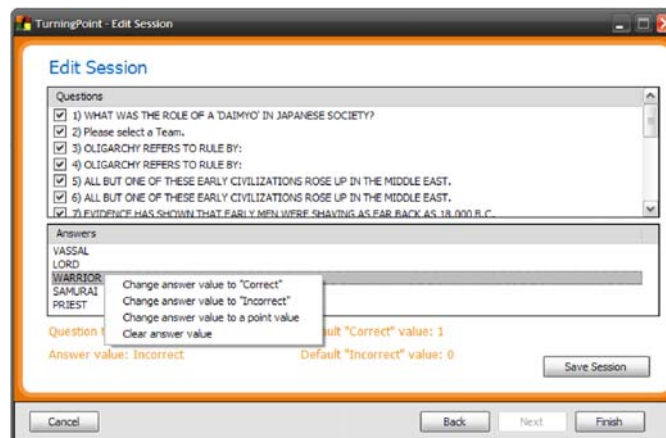 TurningPoint - Edit Session
Edit Session
Questions
1) WHAT WAS THE ROLE OF A 'DAIMYO' IN JAPANESE SOCIETY?
2) Please select a Team.
3) OLIGARCHY REFERS TO RULE BY:
4) OLIGARCHY REFERS TO RULE BY:
5) ALL BUT ONE OF THESE EARLY CIVILIZATIONS ROSE UP IN THE MIDDLE EAST.
6) ALL BUT ONE OF THESE EARLY CIVILIZATIONS ROSE UP IN THE MIDDLE EAST.
7) EVIDENCE HAS SHOWN THAT EARLY MEN WERE SHAVING AS FAR BACK AS 18,000 B.C.
Answers
VASSAL
LORD
WARRIOR
SAMURAI
PRIEST
Change answer value to "Correct"
Change answer value to "Incorrect"
Change answer value to a point value
Clear answer value
Question "Correct" value: 1
Answer value: Incorrect Default "Incorrect" value: 0
Save Session
Cancel Back Next Finish